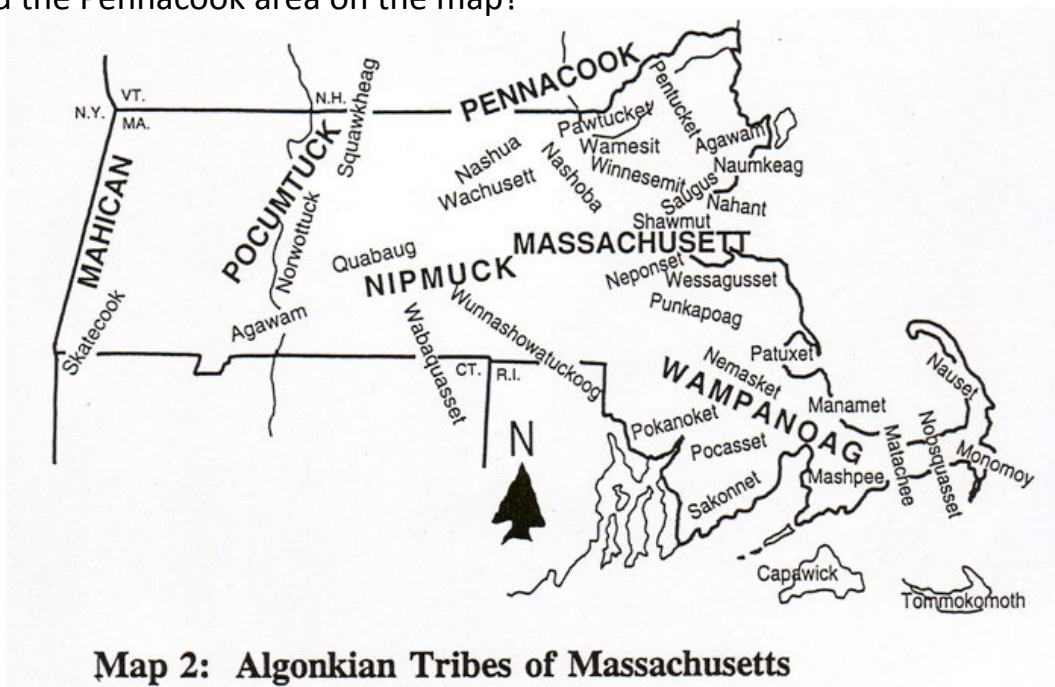 d the Pennacook area on the map?
PENNACOOK
Pentucket
Squawkheag
VT.
N.H.
N.Y.
MA.
Pawtucket
Agawam
Wamesit
Nashua
Nashoba
Winnesemit
Naumkeag
Wachusett
Saugus
Nahant
MAHICAN
POCUMTUCK
Norwottuck
Shawmut
MASSACHUSETT
Quabaug
NIPMUCK
Neponset
Wessagusset
Punkapoag
Skatecook
Agawam
Wabaquasset
Wunnashowatuckoog
CT.
R.I.
Patuxet
Nemasket
Nauset
WAMPANOAG
Manamet
Pokanoket
Pocasset
Matachee
Nobsquasset
Monomoy
N
Mashpee
Sakonnet
Capawick
Tommokomoth
Map 2: Algonkian Tribes of Massachusetts